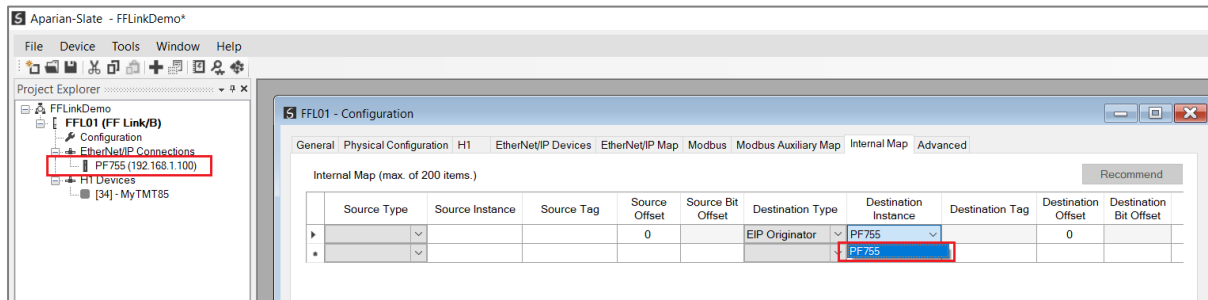 Aparian-Slate - FFLinkDemo*
File Device Tools Window Help
Project Explorer
FFLinkDemo
FFL01 (FF Link/B)
Configuration
EtherNet/IP Connections
PF755 (192.168.1.100)
H1 Devices
[34] - MyTMT85
FFL01 - Configuration
General Physical Configuration H1 EtherNet/IP Devices EtherNet/IP Map Modbus Modbus Auxiliary Map Internal Map Advanced
Internal Map (max. of 200 items.)
Recommend
Source Type Source Instance Source Tag Source Offset Source Bit Offset Destination Type Destination Instance Destination Tag Destination Offset Destination Bit Offset
0 EIP Originator PF755 0
PF755